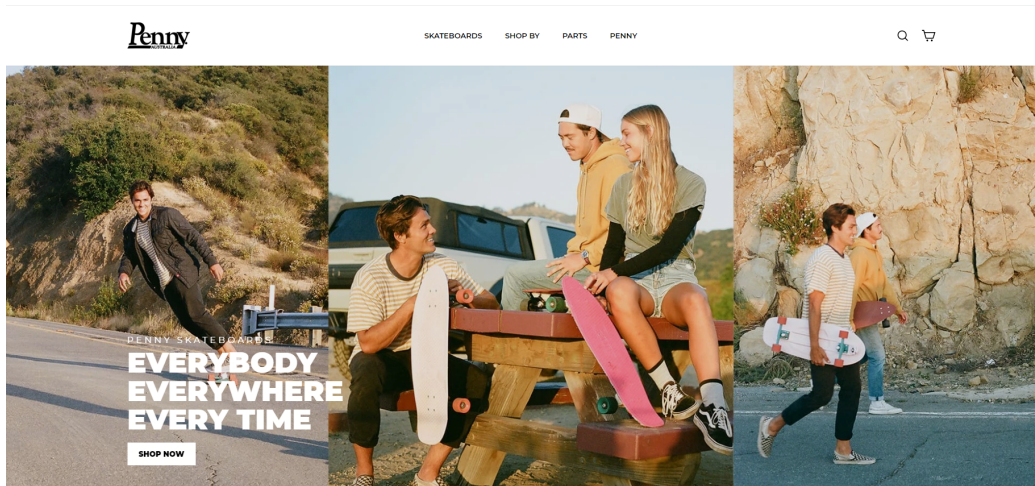 Penny
AUSTRALIA
SKATEBOARDS
SHOP BY
PARTS
PENNY
PENNY SKATEBOARDS
EVERYBODY
EVERYWHERE
EVERY TIME
SHOP NOW